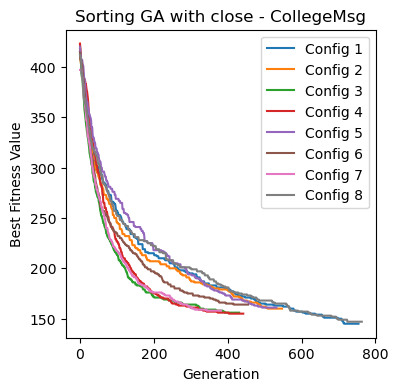 Sorting GA with close - CollegeMsg
Best Fitness Value
400
350
300
250
200
150
Config 1
Config 2
Config 3
Config 4
Config 5
Config 6
Config 7
Config 8
0
200
400
600
800
Generation